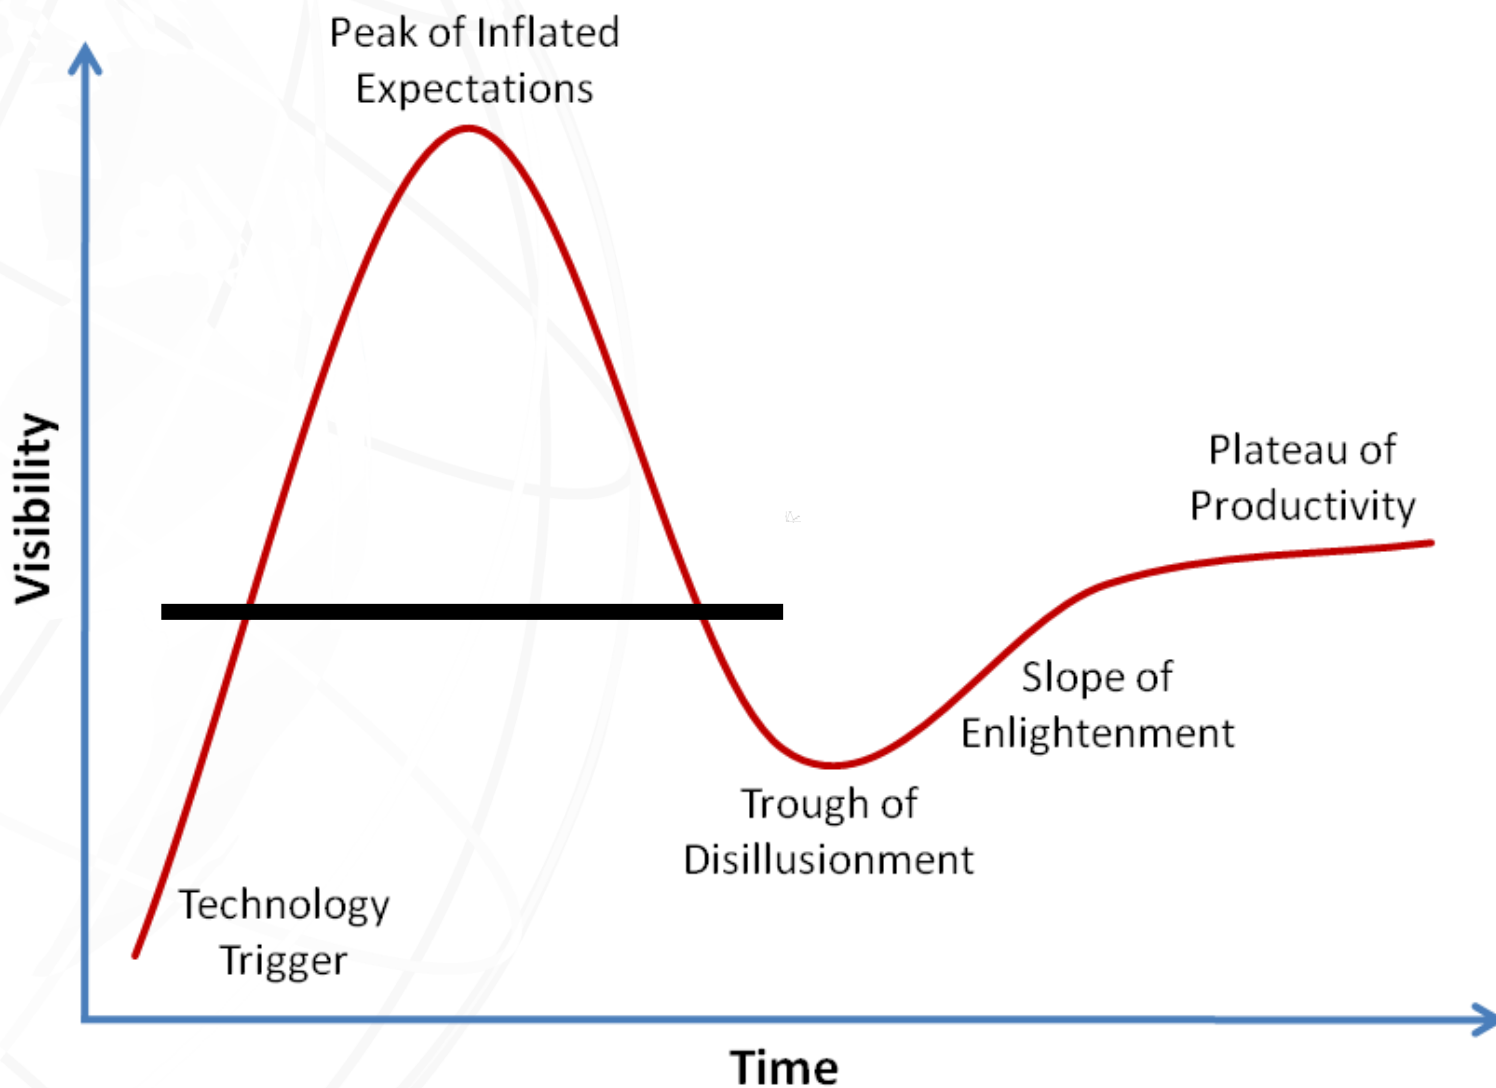 Peak of Inflated
Expectations
Visibility
Plateau of
Productivity
Slope of
Enlightenment
Trough of
Disillusionment
Technology
Trigger
Time